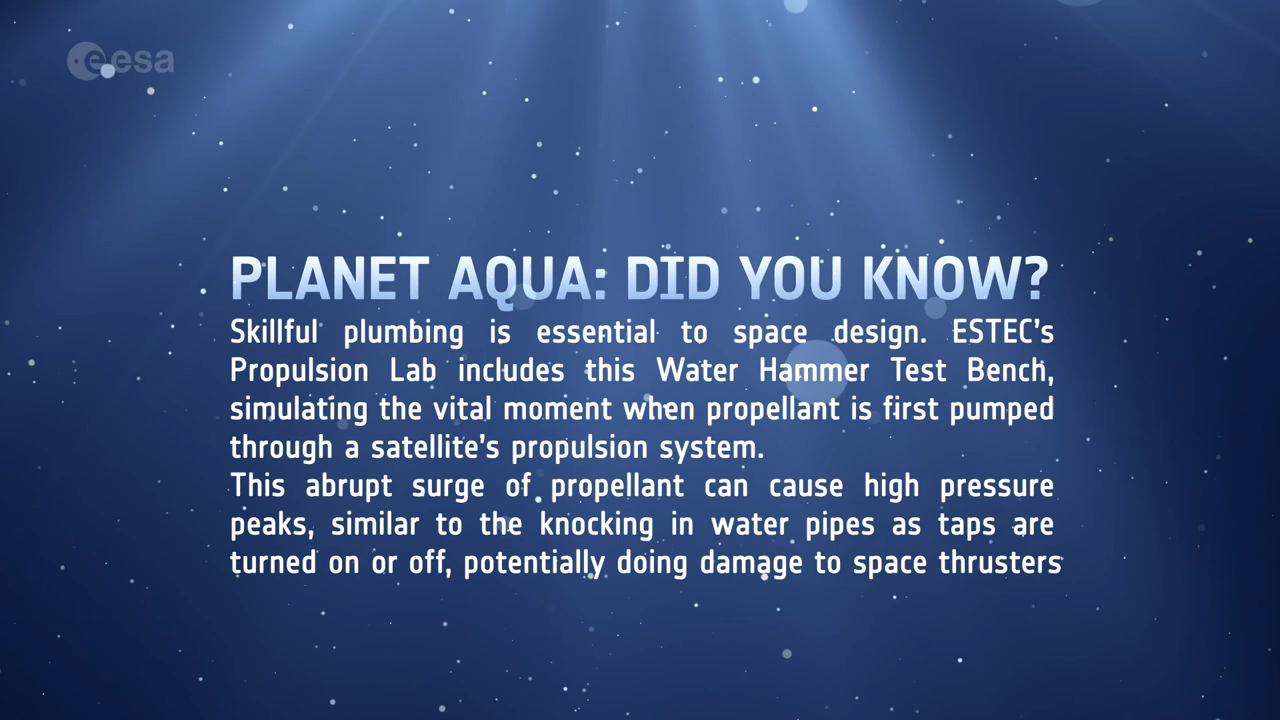 esa
PLANET AQUA: DID YOU KNOW?
Skillful plumbing is essential to space design. ESTEC's
Propulsion Lab includes this Water Hammer Test Bench,
simulating the vital moment when propellant is first pumped
through a satellite's propulsion system.
This abrupt surge of propellant can cause high pressure
peaks, similar to the knocking in water pipes as taps are
turned on or off, potentially doing damage to space thrusters